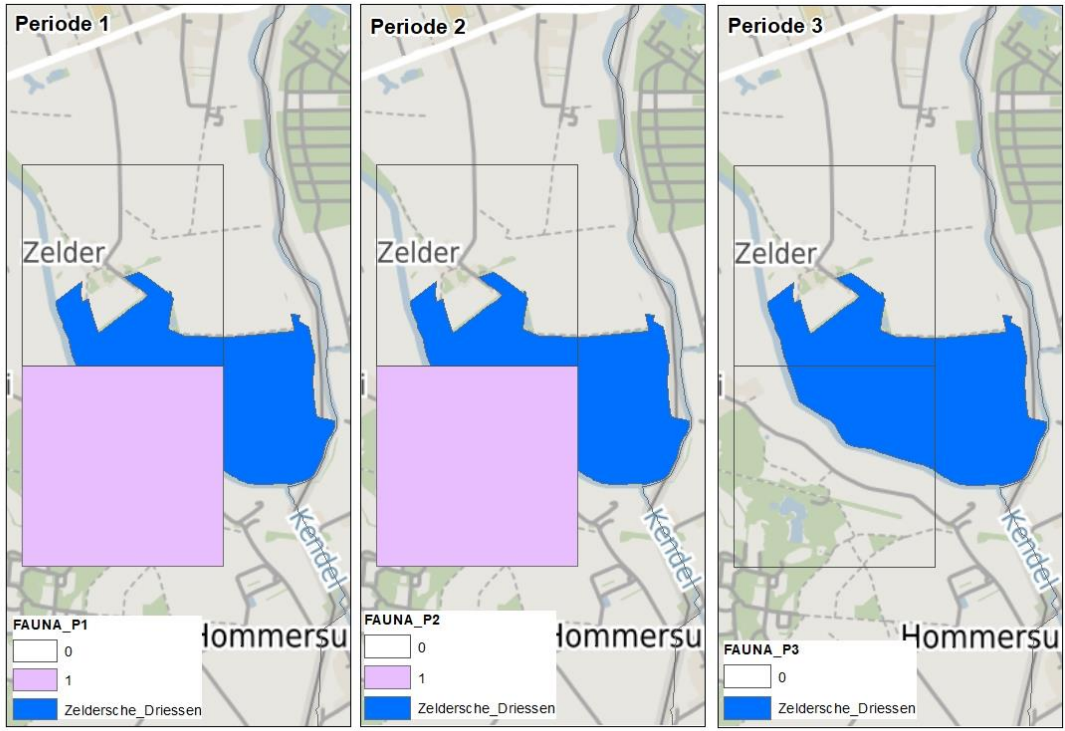 Periode 1
Zelder
i
Kendel
Hommersu
FAUNA_P1
0
1
Zeldersche_Driessen
Periode 2
Zelder
i
Kendel
Hommersu
FAUNA_P2
0
1
Zeldersche_Driessen
Periode 3
Zelder
i
Kendel
Hommersu
FAUNA_P3
0
Zeldersche_Driessen